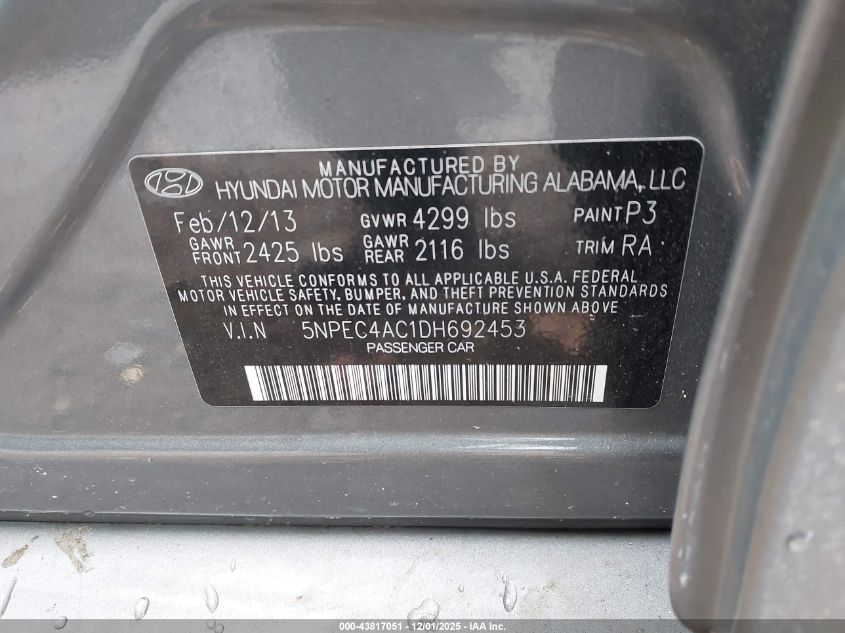 MANUFACTURED BY
HYUNDAI MOTOR MANUFACTURING ALABAMA, LLC
Feb/12/13 GVWR 4299 lbs PAINT P3
GAWR FRONT 2425 lbs GAWR REAR 2116 lbs TRIM RA
THIS VEHICLE CONFORMS TO ALL APPLICABLE U.S.A. FEDERAL
MOTOR VEHICLE SAFETY, BUMPER, AND THEFT PREVENTION STANDARDS
IN EFFECT ON THE DATE OF MANUFACTURE SHOWN ABOVE
V.I.N 5NPEC4AC1DH692453
PASSENGER CAR
000-43817051 - 12/01/2025 - IAA Inc.